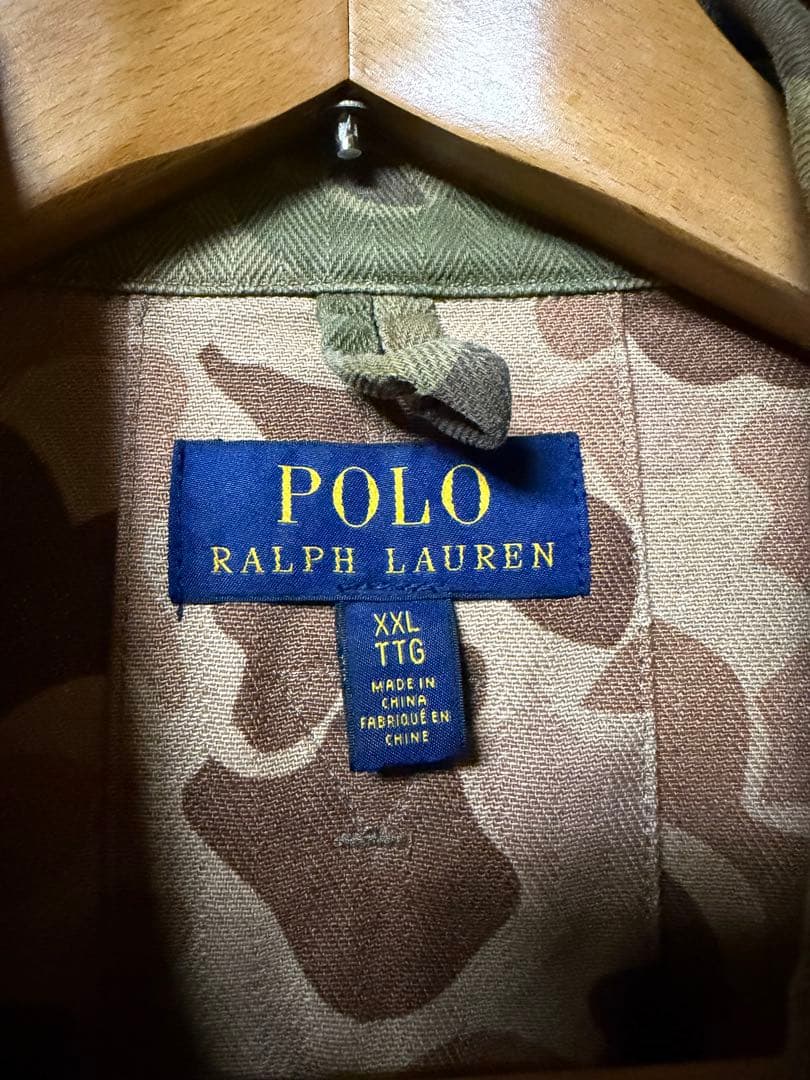 POLO
RALPH LAUREN
XXL
TTG
MADE IN
CHINA
FABRIQUÉ EN
CHINE